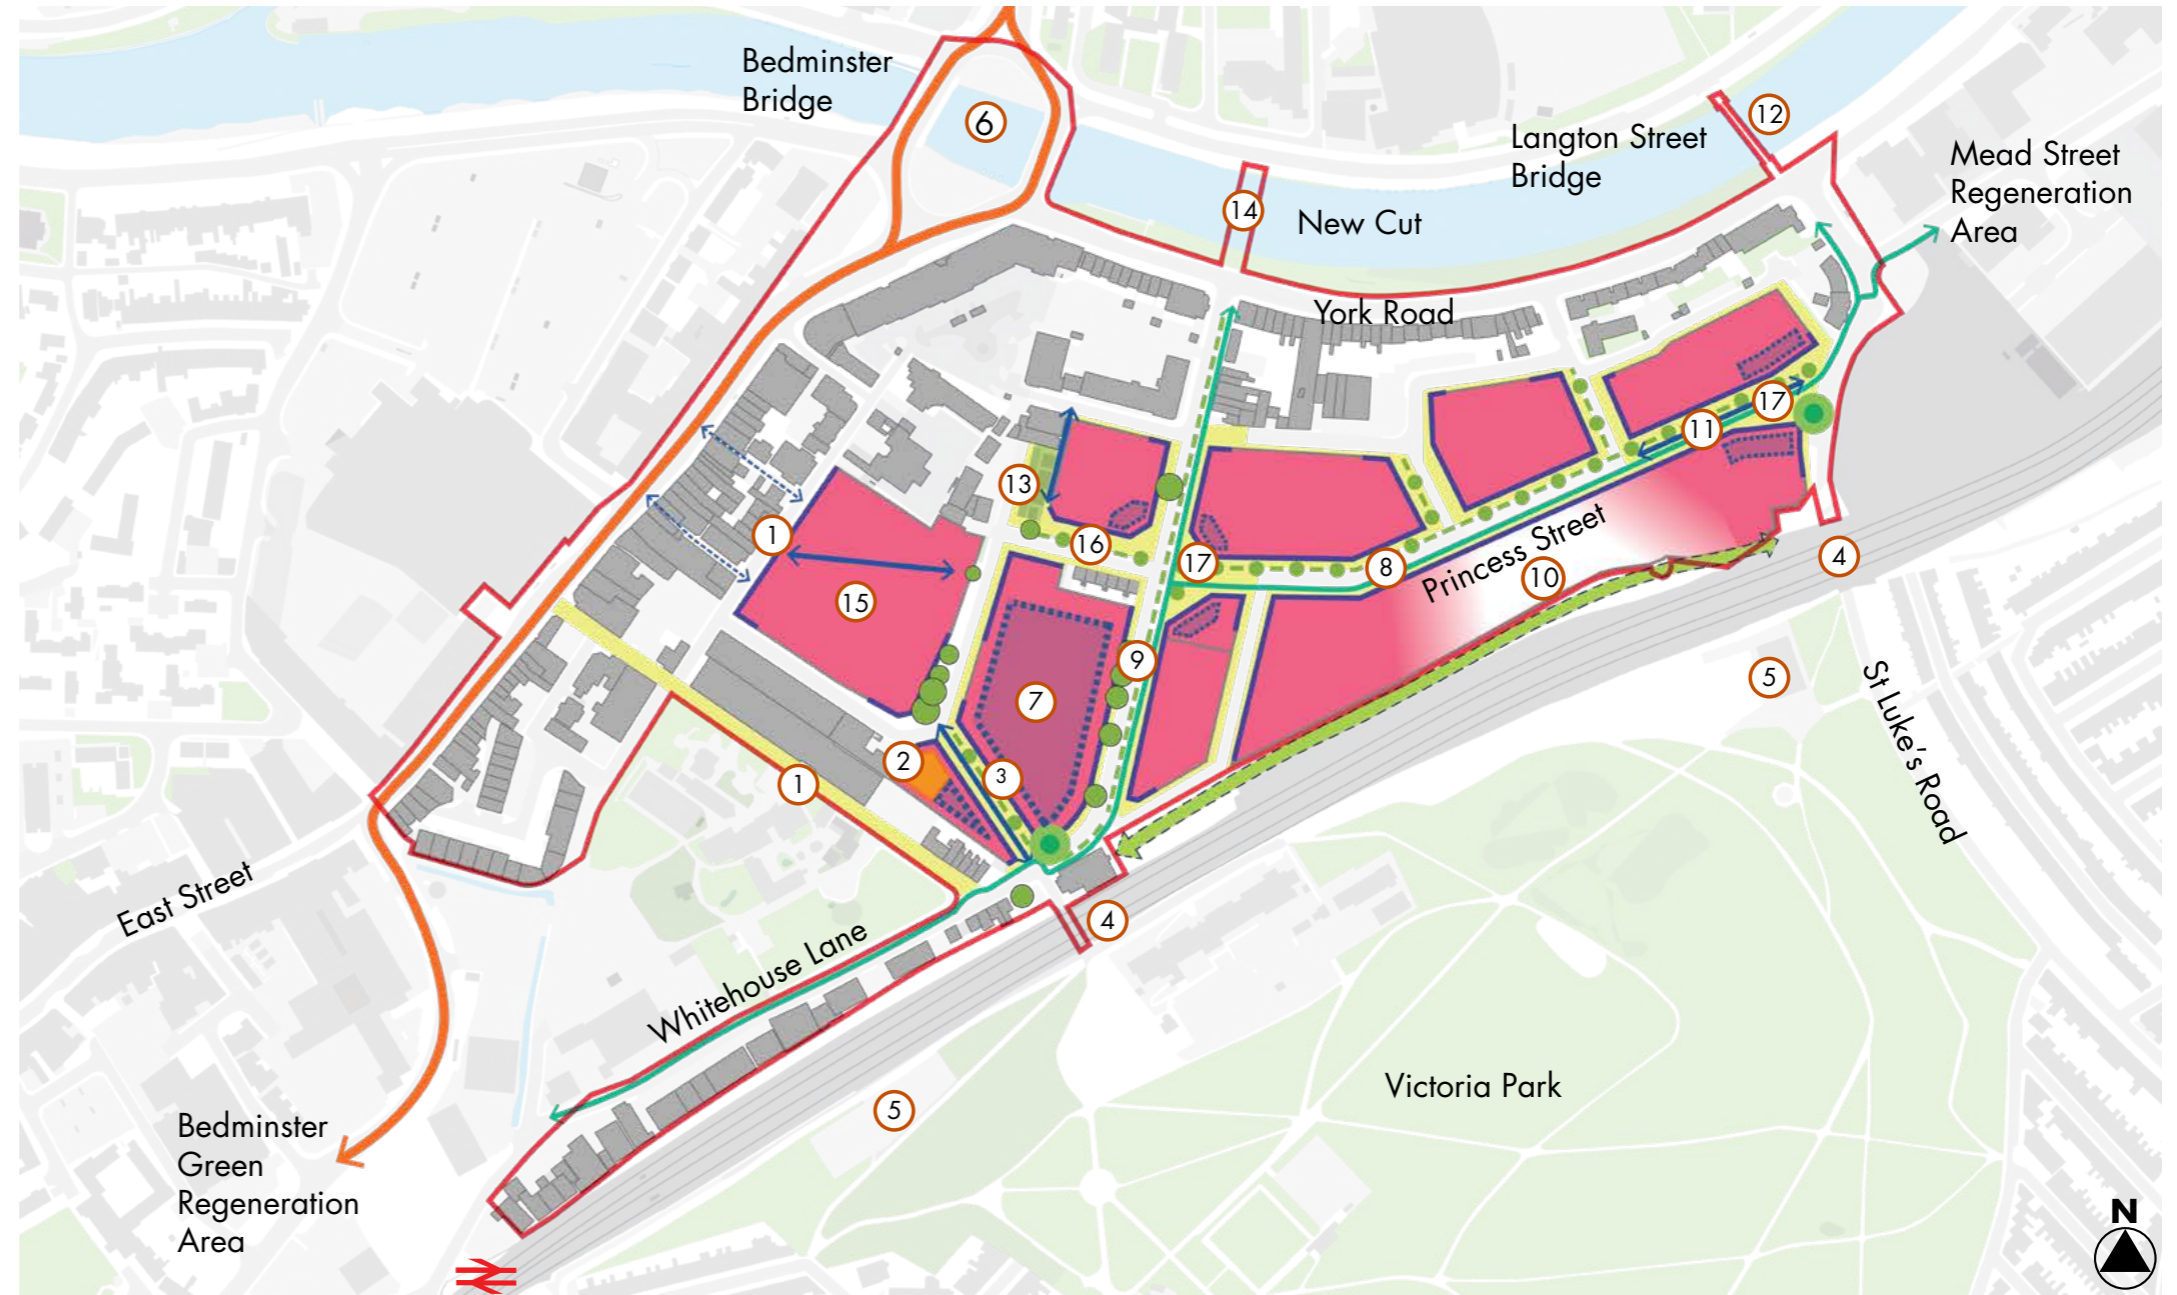 Bedminster
Bridge
6
12
Langton Street
Bridge
Mead Street
Regeneration
Area
14
New Cut
York Road
17
11
13
1
16
17
8
Princess Street
10
4
15
9
5
7
St Luke's Road
2
3
1
East Street
4
Whitehouse Lane
5
Victoria Park
Bedminster
Green
Regeneration
Area
N